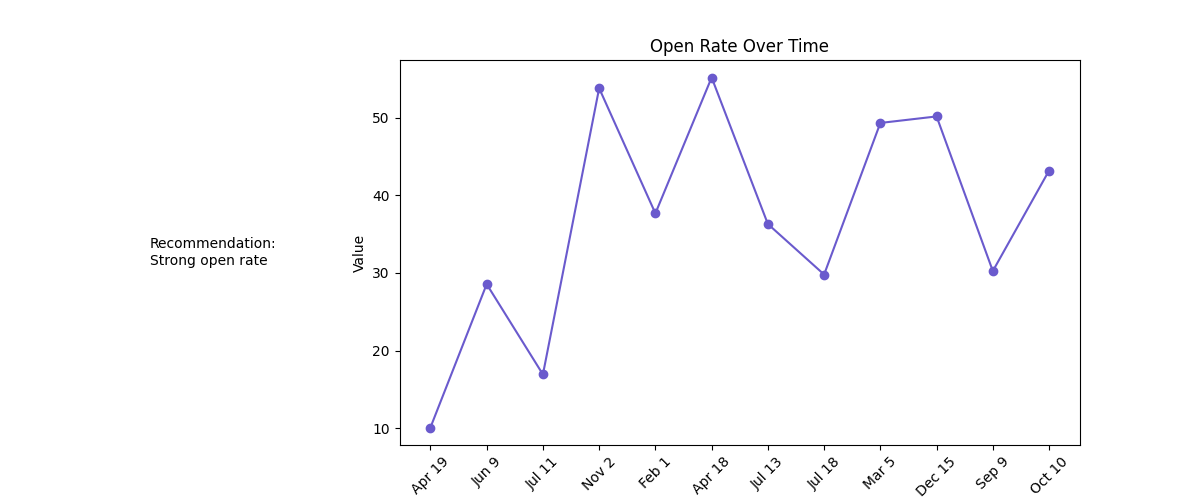 Open Rate Over Time
Recommendation:
Strong open rate
Value
50
40
30
20
10
Apr 19
Jun 9
Jul 11
Nov 2
Feb 1
Apr 18
Jul 13
Jul 18
Mar 5
Dec 15
Sep 9
Oct 10